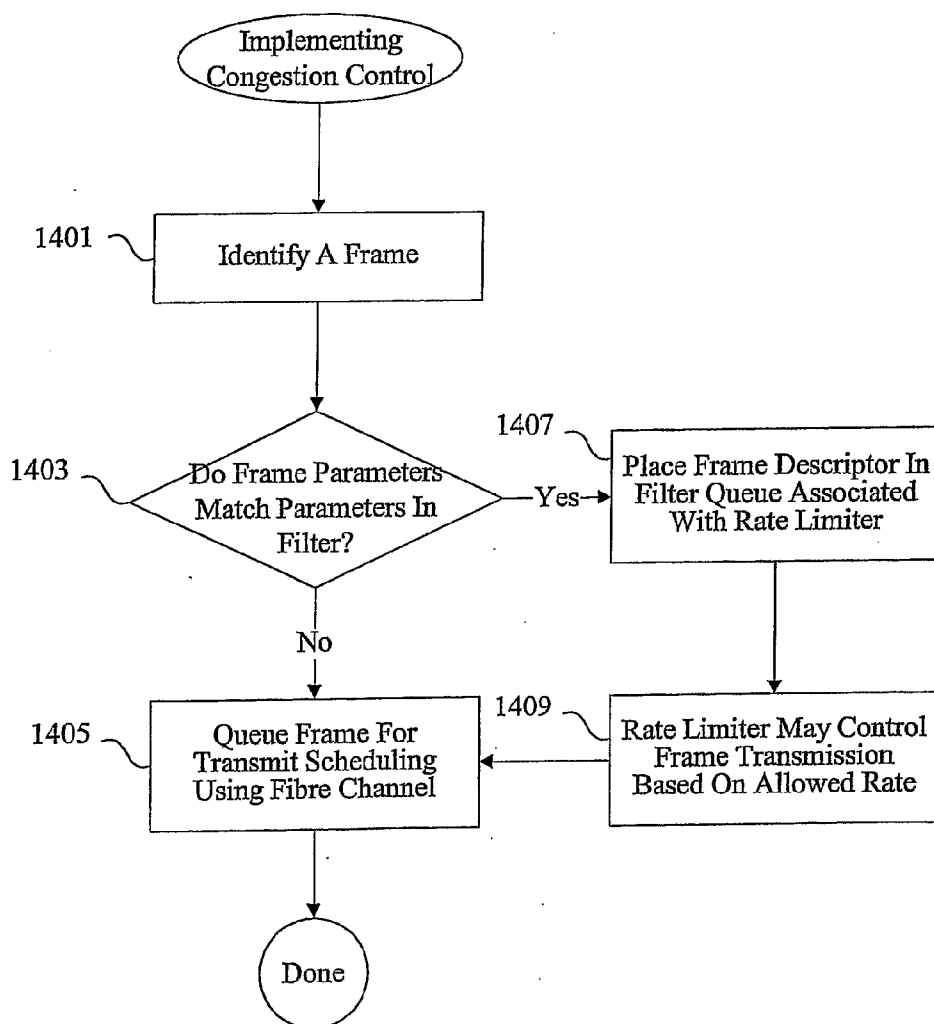 Implementing
Congestion Control
1401
Identify A Frame
1403
Do Frame Parameters
Match Parameters In
Filter?
Yes
1407
Place Frame Descriptor In
Filter Queue Associated
With Rate Limiter
No
1405
Queue Frame For
Transmit Scheduling
Using Fibre Channel
1409
Rate Limiter May Control
Frame Transmission
Based On Allowed Rate
Done